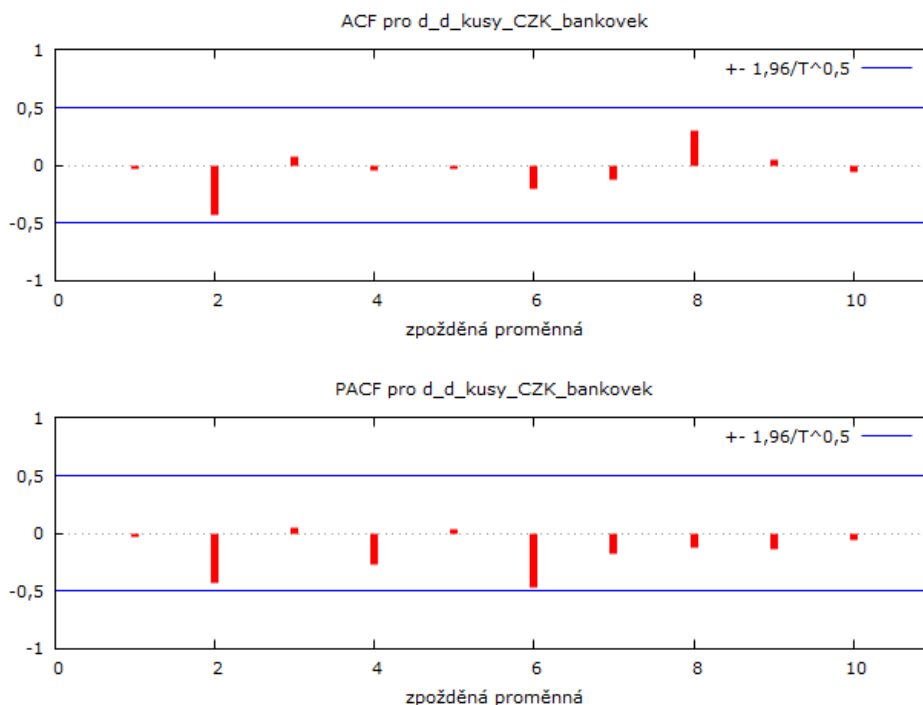 ACF pro d_d_kusy_CZK_bankovek
+- 1,96/T^0,5
1
0,5
0
-0,5
-1
0 2 4 6 8 10
zpožděná proměnná
PACF pro d_d_kusy_CZK_bankovek
+- 1,96/T^0,5
1
0,5
0
-0,5
-1
0 2 4 6 8 10
zpožděná proměnná